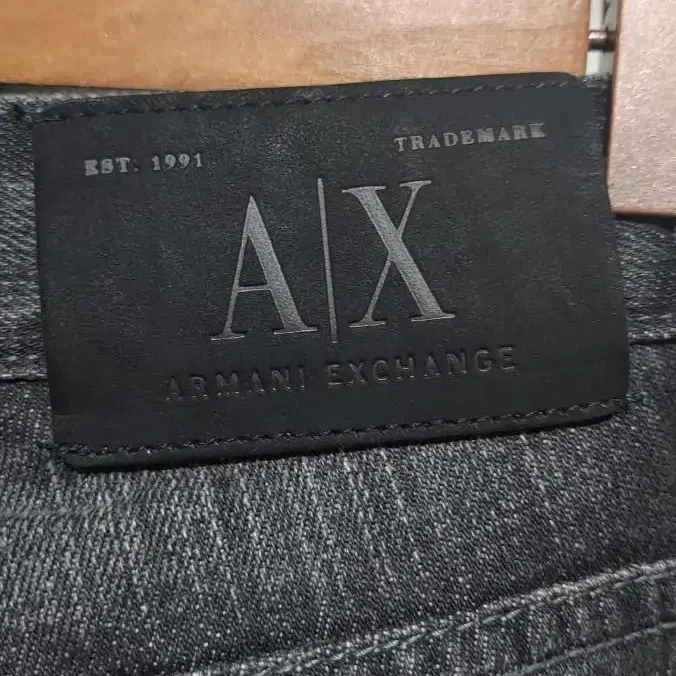 EST. 1991
TRADEMARK
A|X
ARMANI EXCHANGE